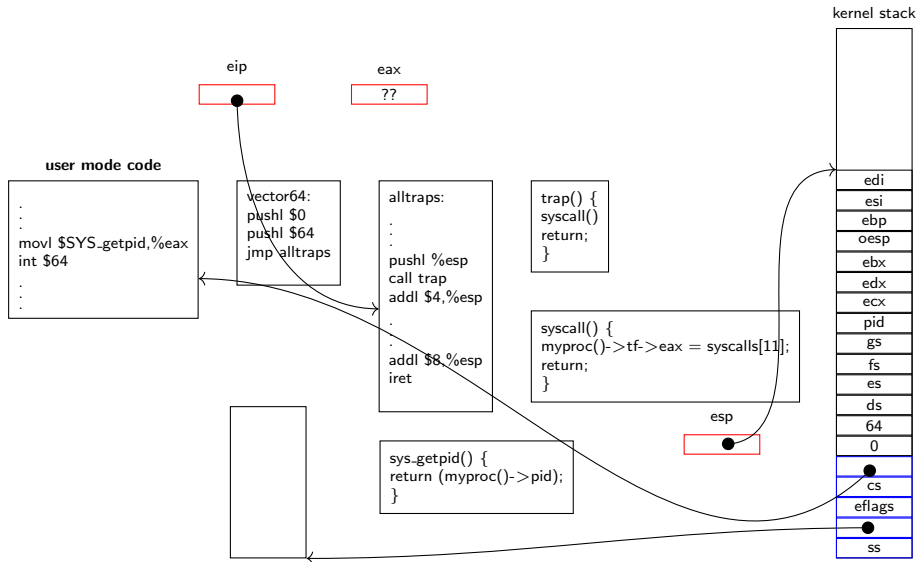 kernel stack
eip
eax
??
user mode code
.
.
.
movl $SYS_getpid,%eax
int $64
.
.
.
vector64:
pushl $0
pushl $64
jmp alltraps
alltraps:
.
.
.
pushl %esp
call trap
addl $4,%esp
.
.
.
addl $8,%esp
iret
trap() {
syscall()
return;
}
syscall() {
myproc()->tf->eax = syscalls[11];
return;
}
sys_getpid() {
return (myproc()->pid);
}
esp
edi
esi
ebp
oesp
ebx
edx
ecx
pid
gs
fs
es
ds
64
0
cs
eflags
ss